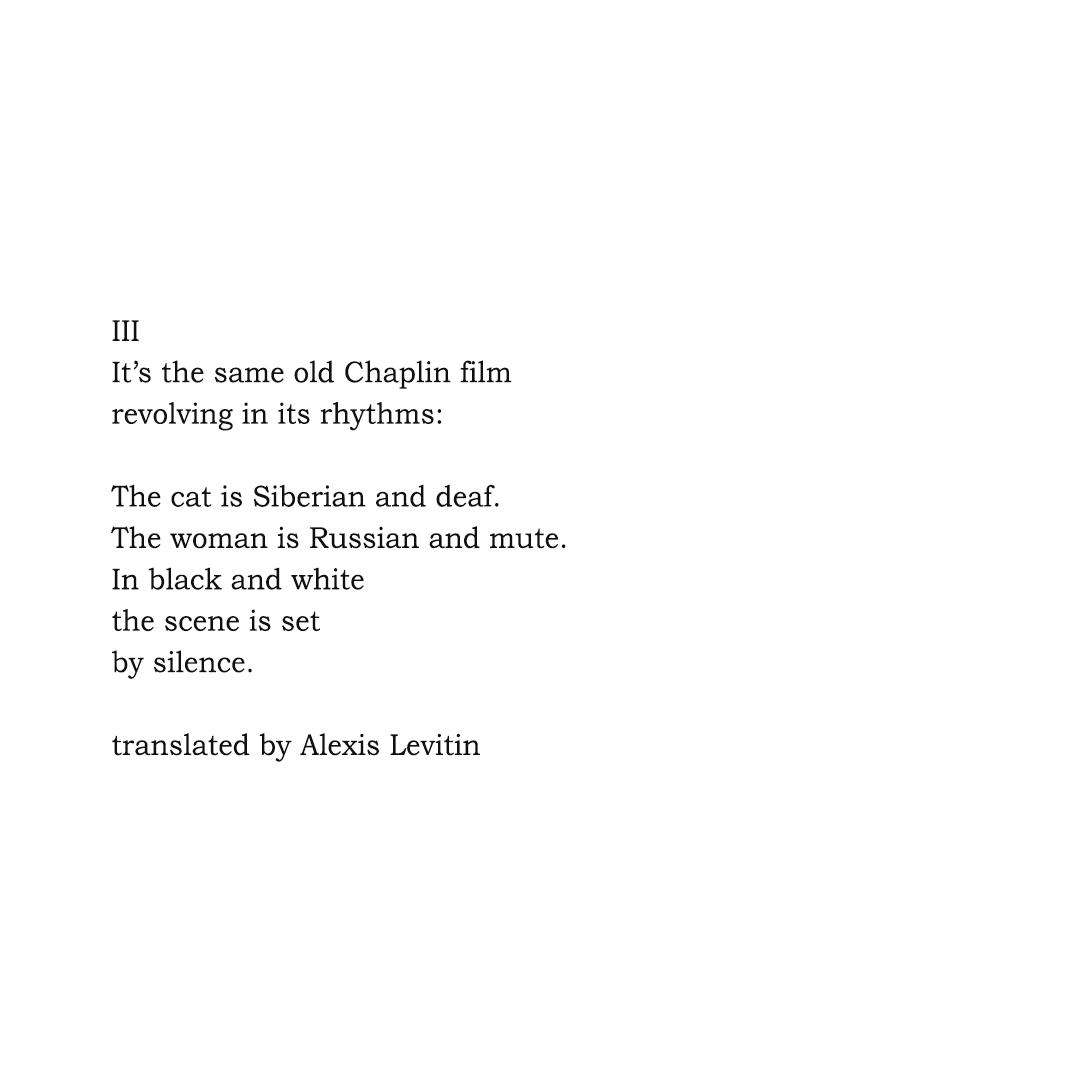 III
It’s the same old Chaplin film
revolving in its rhythms:

The cat is Siberian and deaf.
The woman is Russian and mute.
In black and white
the scene is set
by silence.

translated by Alexis Levitin